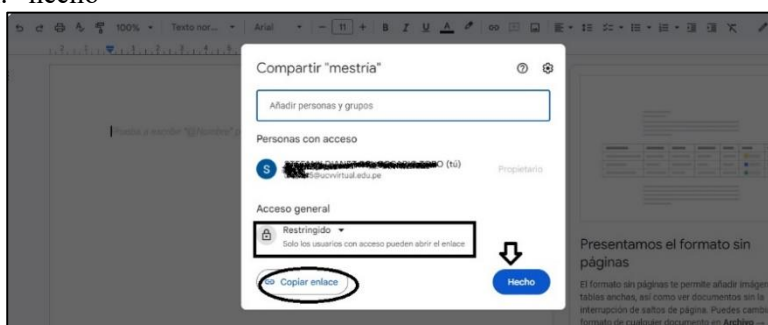 hecho
100%
Texto nor...
Arial
11
B I U A
Compartir "mestria"
Añadir personas y grupos
Personas con acceso
S
(tú)
5@ucvvirtual.edu.pe
Propietario
Acceso general
Restringido
Solo los usuarios con acceso pueden abrir el enlace
Copiar enlace
Hecho
Presentamos el formato sin
páginas
El formato sin páginas te permite añadir imágen
tablas anchas, así como ver documentos sin la
interrupción de saltos de página. Puedes cambi
formato de cualquier documento en Archivo →